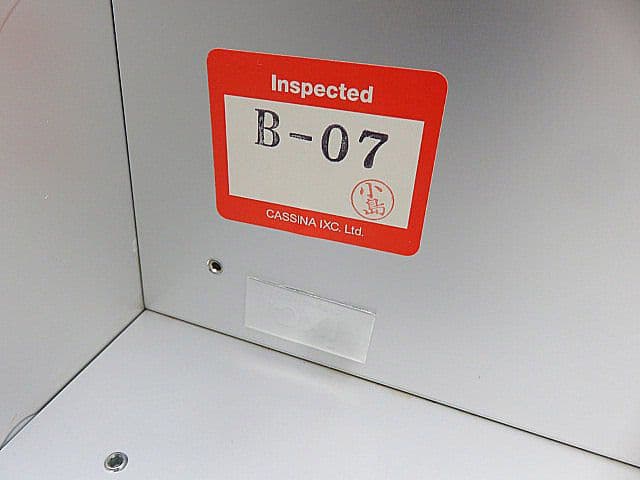 Inspected
B-07
小島
CASSINA IXC. Ltd.